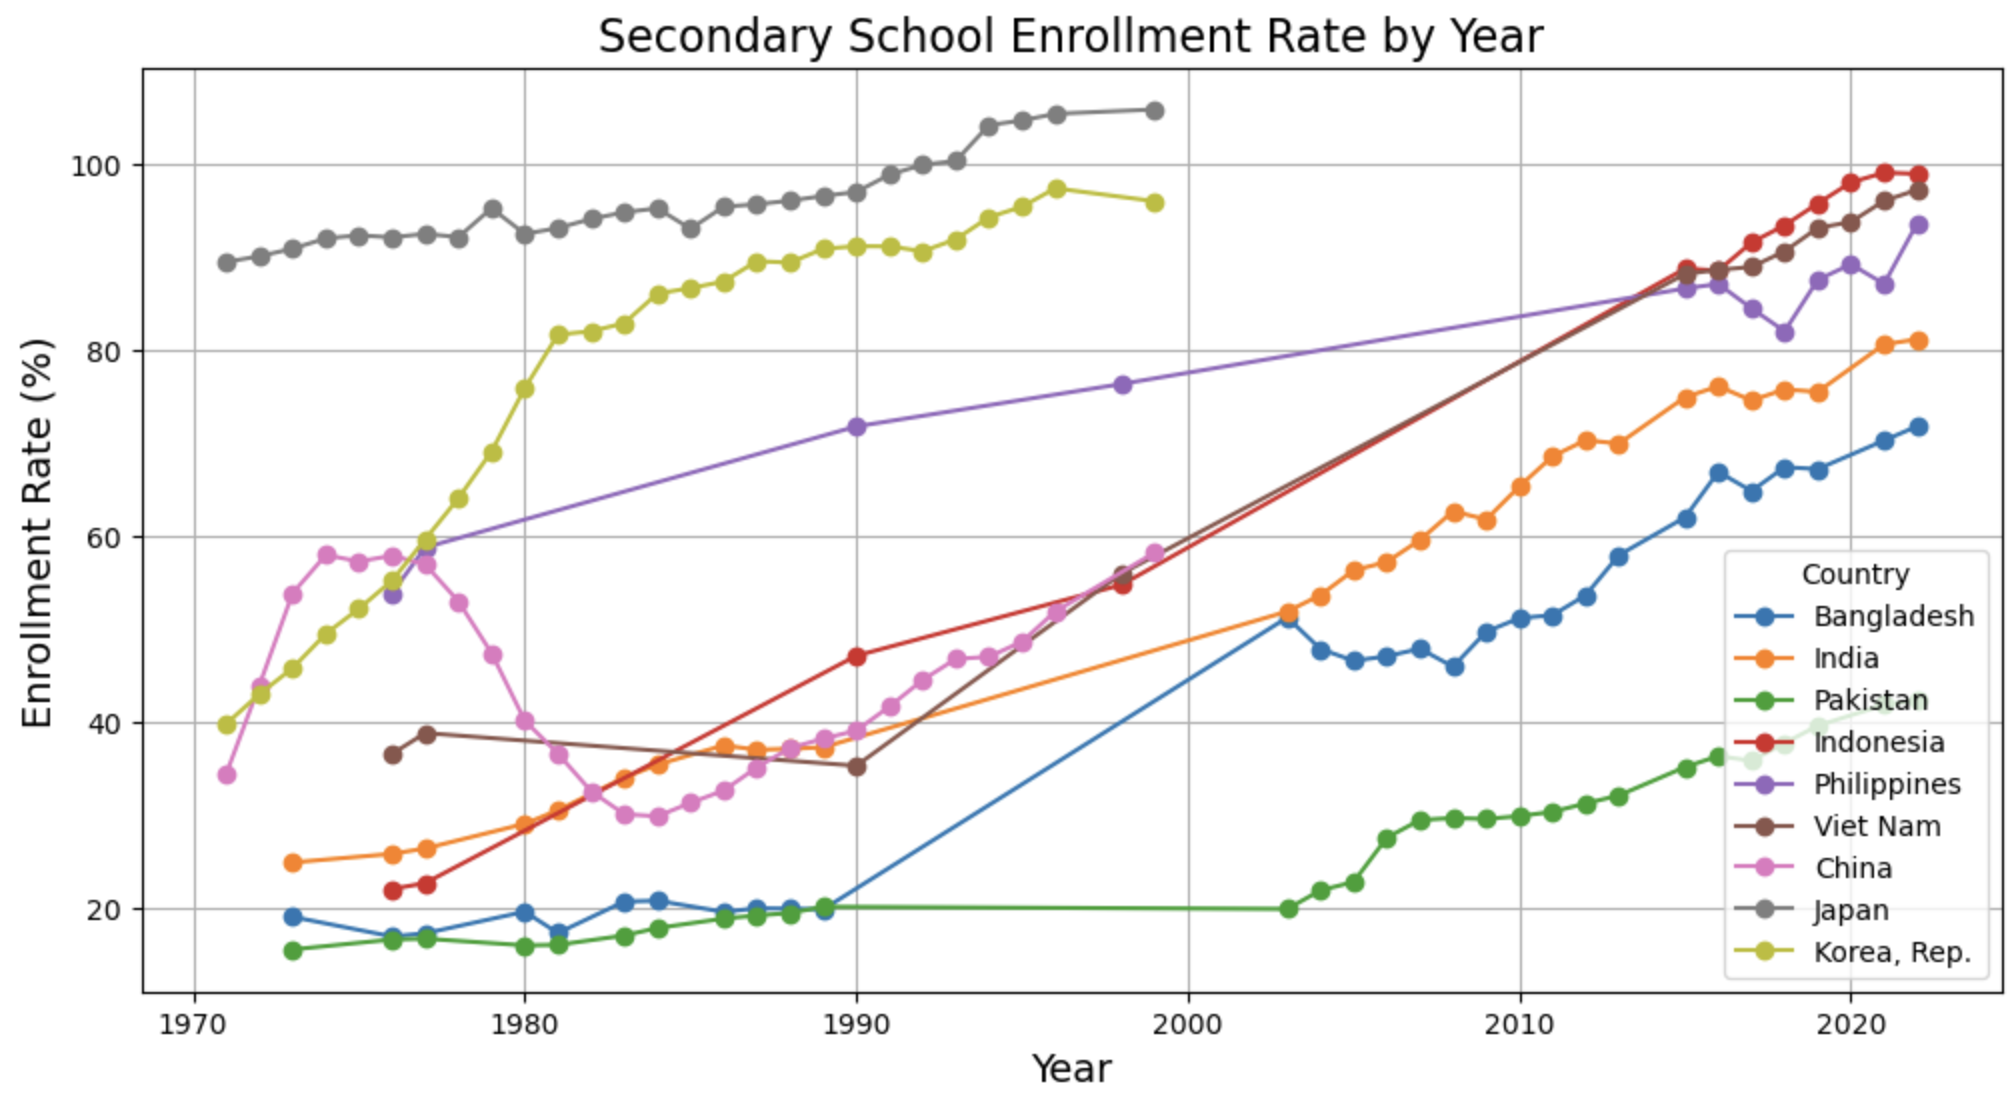 Secondary School Enrollment Rate by Year
Enrollment Rate (%)
100
80
60
40
20
1970
1980
1990
2000
2010
2020
Year
Country
Bangladesh
India
Pakistan
Indonesia
Philippines
Viet Nam
China
Japan
Korea, Rep.